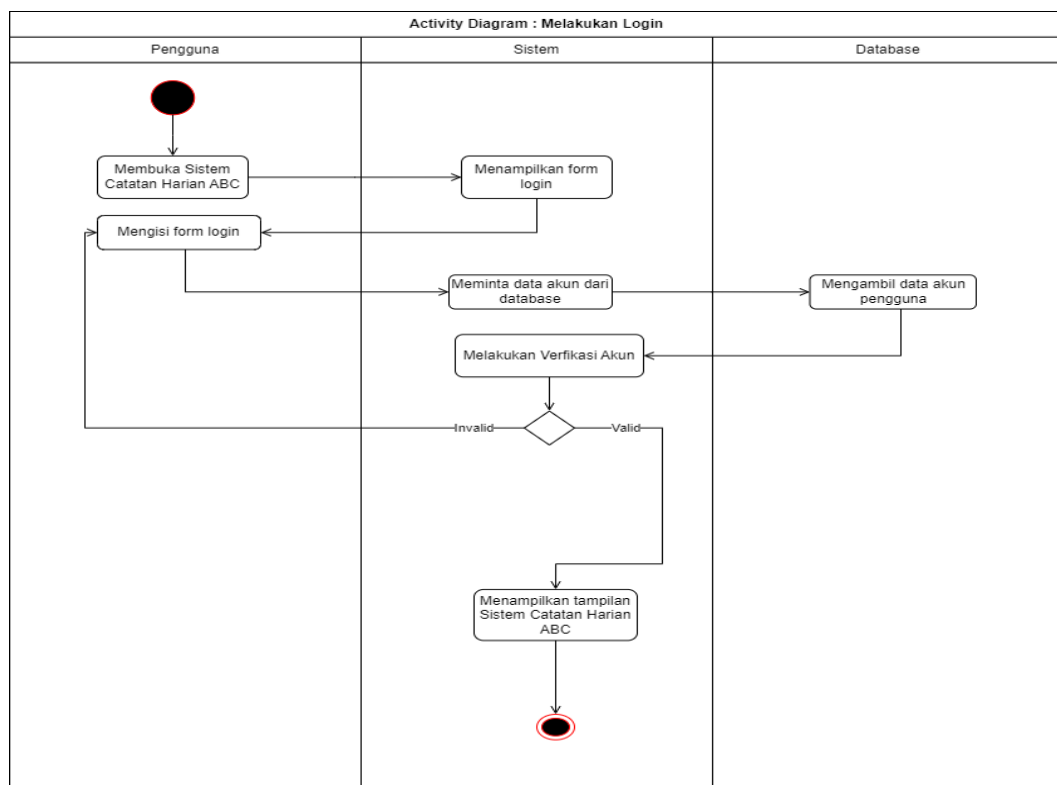 Activity Diagram : Melakukan Login
Pengguna
Sistem
Database
Membuka Sistem
Catatan Harian ABC
Menampilkan form
login
Mengisi form login
Meminta data akun dari
database
Mengambil data akun
pengguna
Melakukan Verfikasi Akun
Invalid
Valid
Menampilkan tampilan
Sistem Catatan Harian
ABC